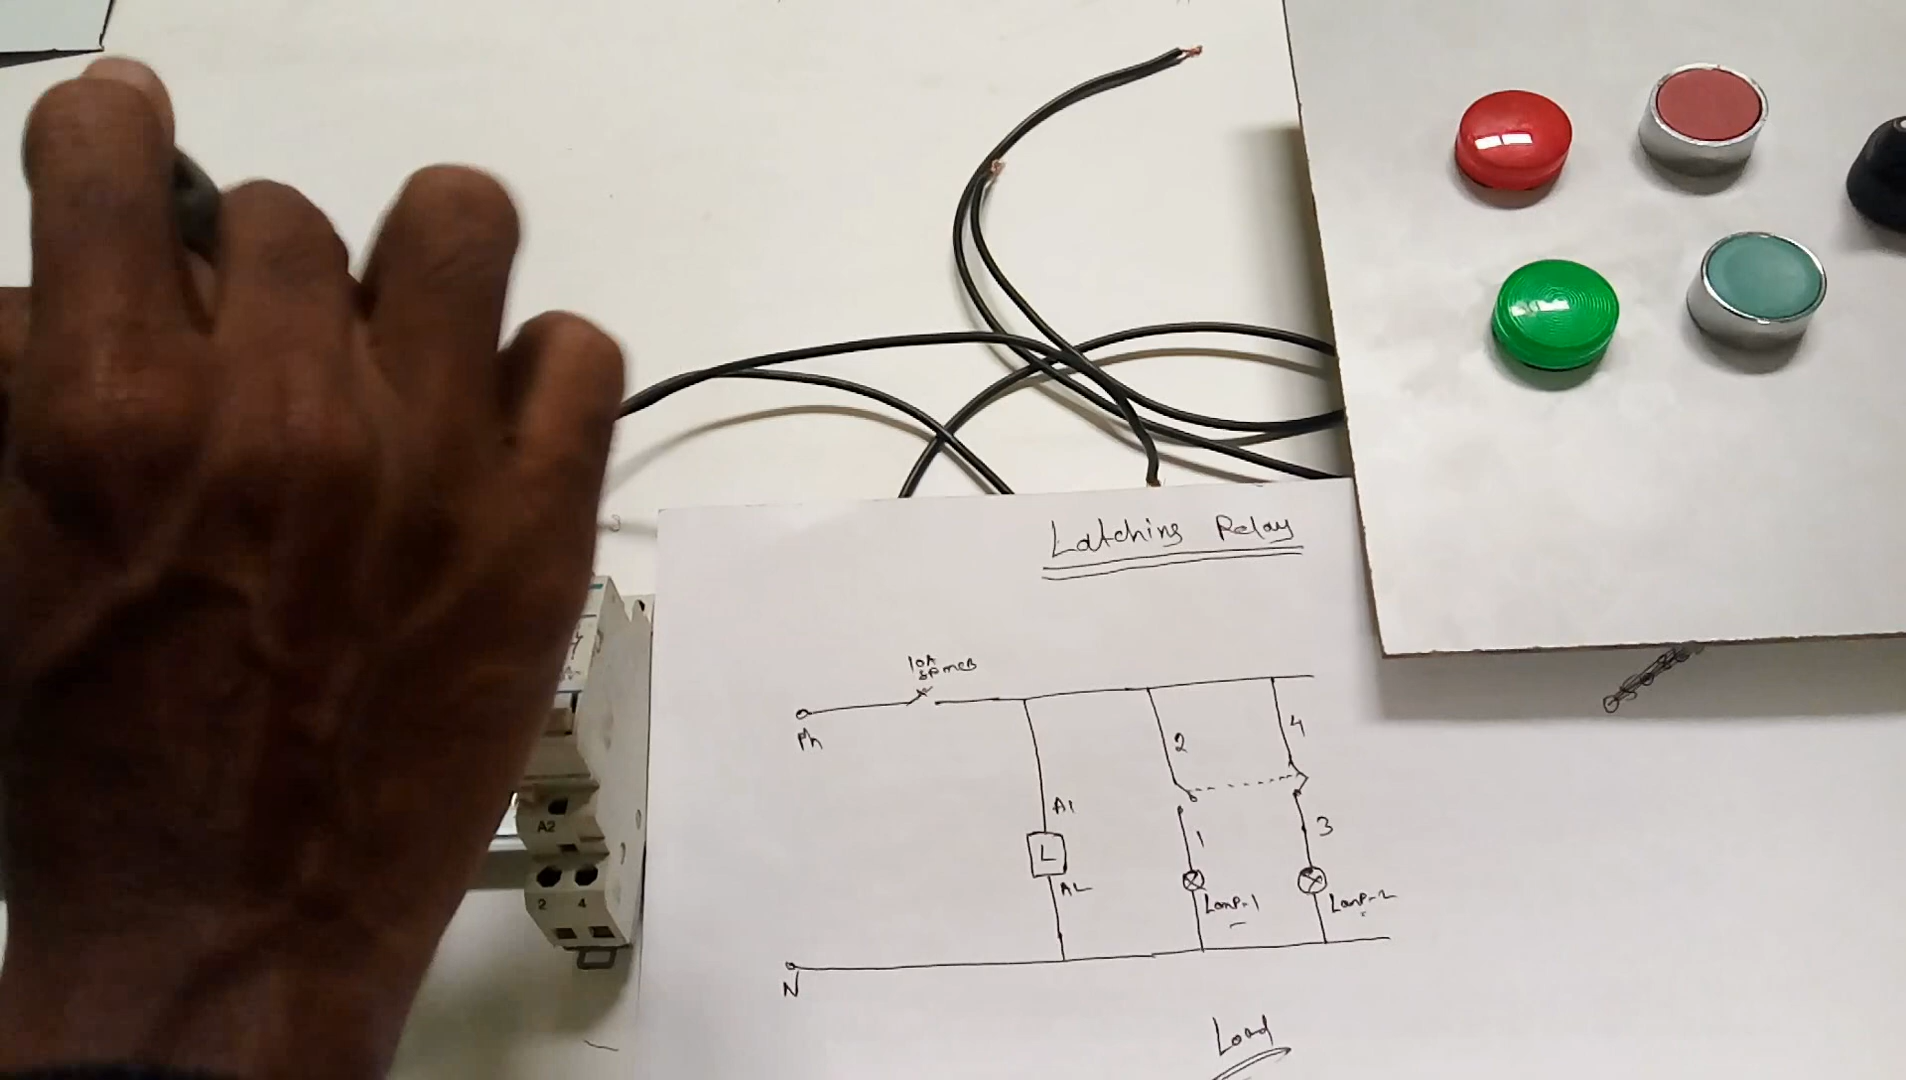 Latching Relay
10A
SP MCB
Ph
2
4
A1
A2
1
3
L
A2
Lamp-1
Lamp-2
2 4
N
Load